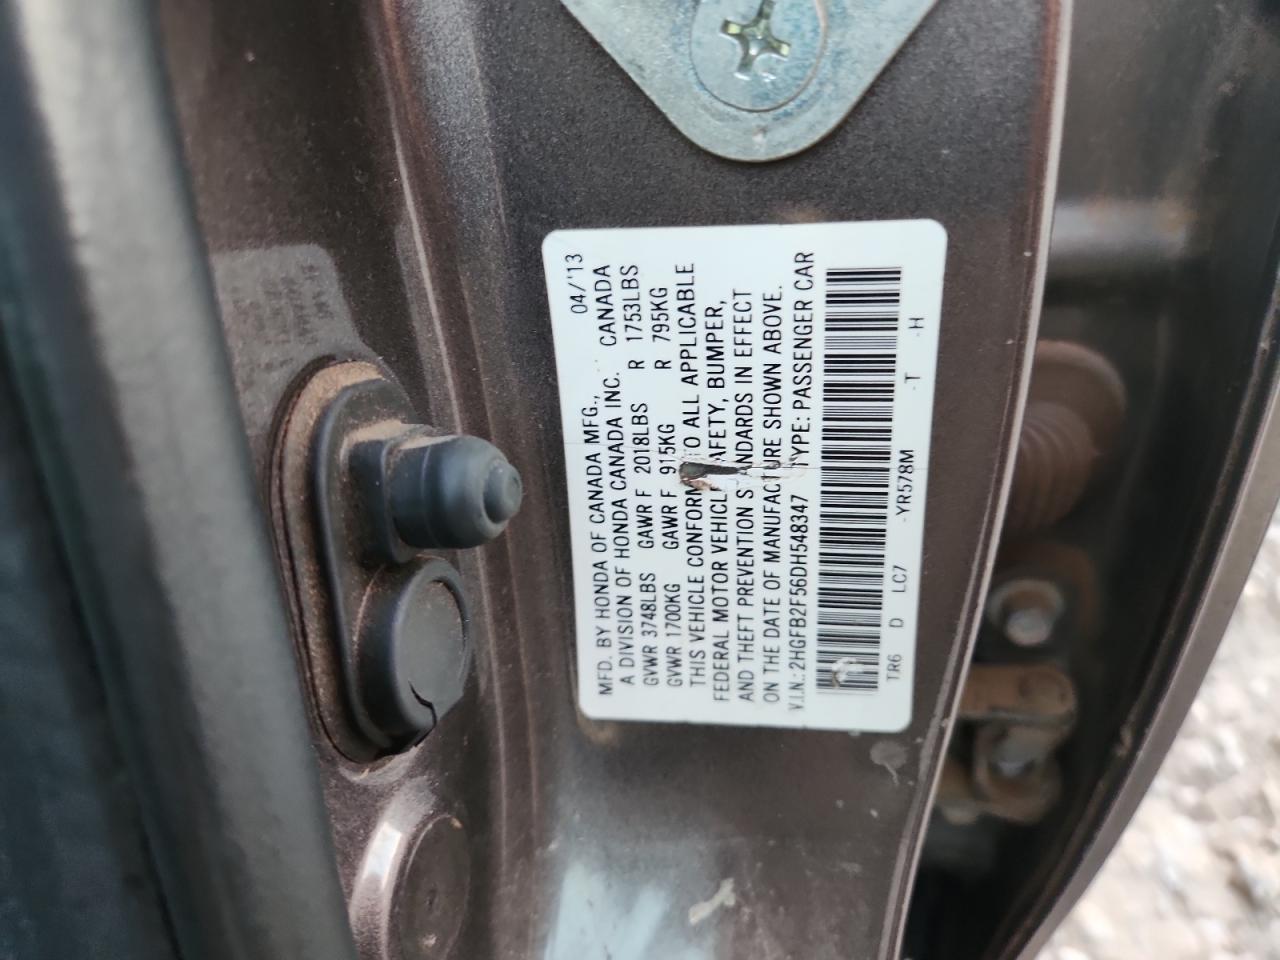 04/'13
MFD. BY HONDA OF CANADA MFG.,
A DIVISION OF HONDA CANADA INC. CANADA
GVWR 3748LBS GAWR F 2018LBS R 1753LBS
GVWR 1700KG GAWR F 915KG R 795KG
THIS VEHICLE CONFORM TO ALL APPLICABLE
FEDERAL MOTOR VEHICL AFETY, BUMPER,
AND THEFT PREVENTION S ANDARDS IN EFFECT
ON THE DATE OF MANUFACTURE SHOWN ABOVE.
V.I.N.: 2HGFB2F56DH548347 TYPE: PASSENGER CAR
TR6 D LC7 -YR578M -T -H